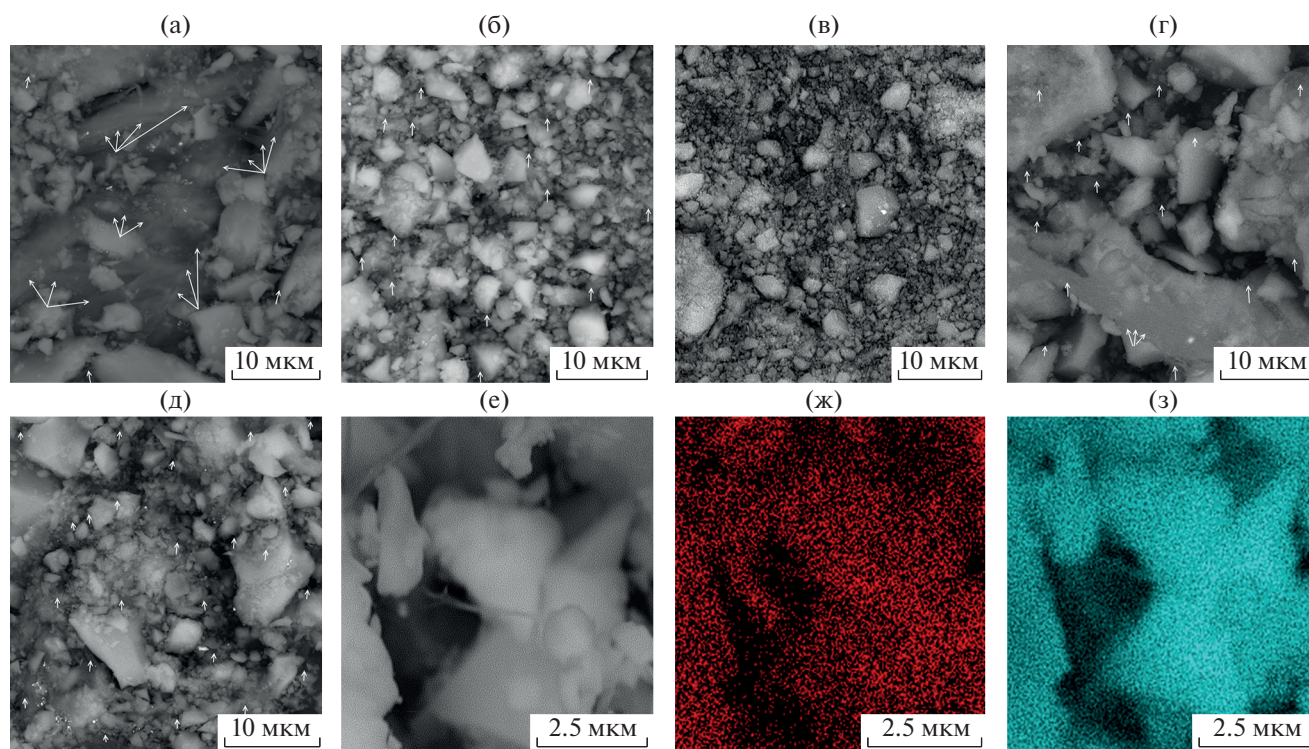 (а) (б) (в) (г)
10 мкм 10 мкм 10 мкм 10 мкм
(д) (е) (ж) (з)
10 мкм 2.5 мкм 2.5 мкм 2.5 мкм